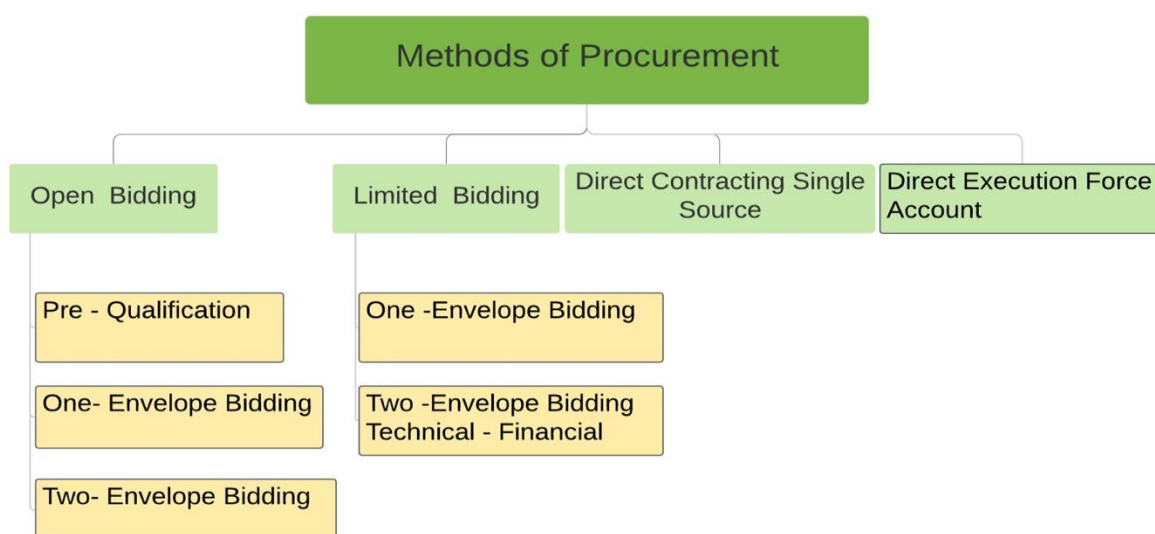 Methods of Procurement
Open Bidding
Limited Bidding
Direct Contracting Single
Source
Direct Execution Force
Account
Pre - Qualification
One- Envelope Bidding
Two- Envelope Bidding
One -Envelope Bidding
Two -Envelope Bidding
Technical - Financial